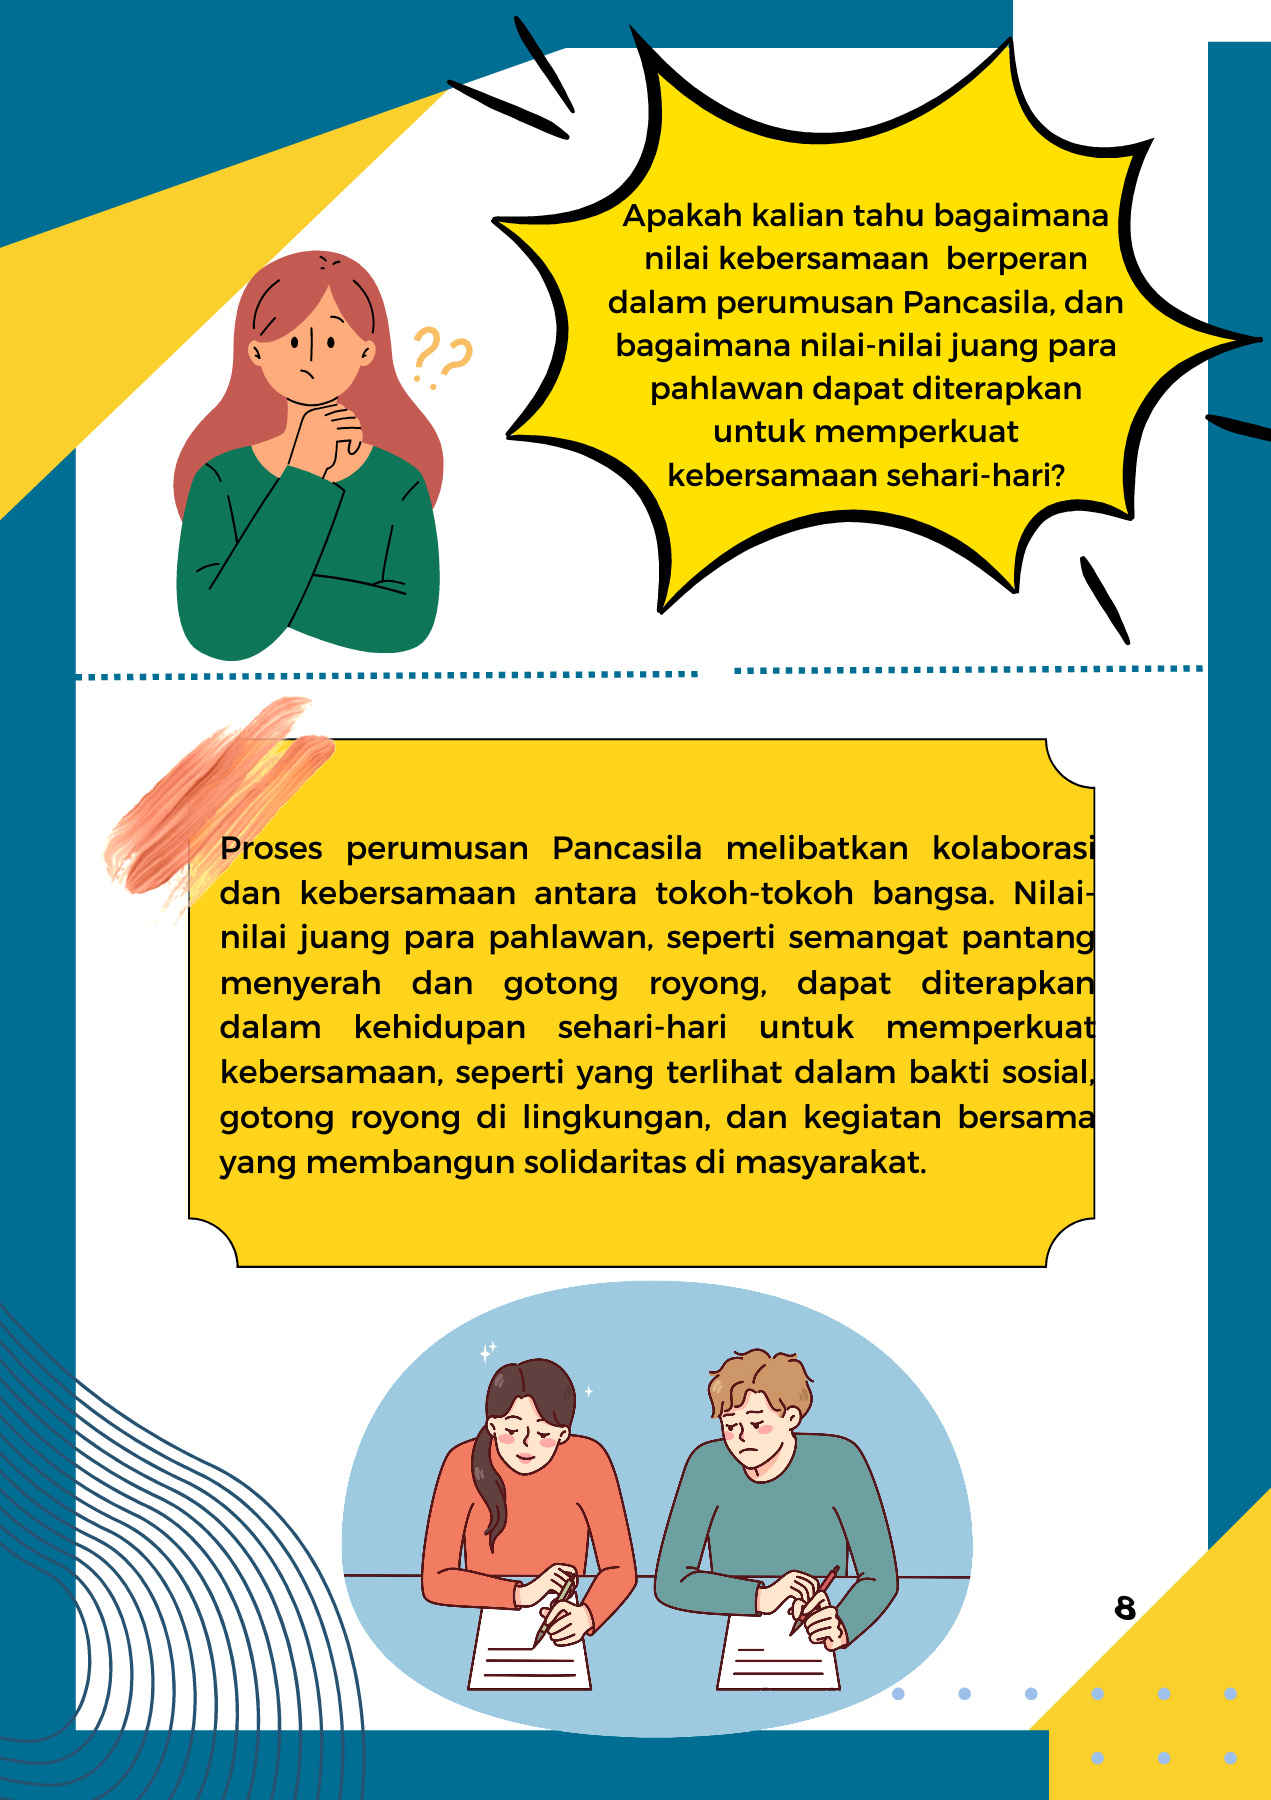 Apakah kalian tahu bagaimana
nilai kebersamaan berperan
dalam perumusan Pancasila, dan
bagaimana nilai-nilai juang para
pahlawan dapat diterapkan
untuk memperkuat
kebersamaan sehari-hari?
??
Proses perumusan Pancasila melibatkan kolaborasi
dan kebersamaan antara tokoh-tokoh bangsa. Nilai-
nilai juang para pahlawan, seperti semangat pantang
menyerah dan gotong royong, dapat diterapkan
dalam kehidupan sehari-hari untuk memperkuat
kebersamaan, seperti yang terlihat dalam bakti sosial,
gotong royong di lingkungan, dan kegiatan bersama
yang membangun solidaritas di masyarakat.
8